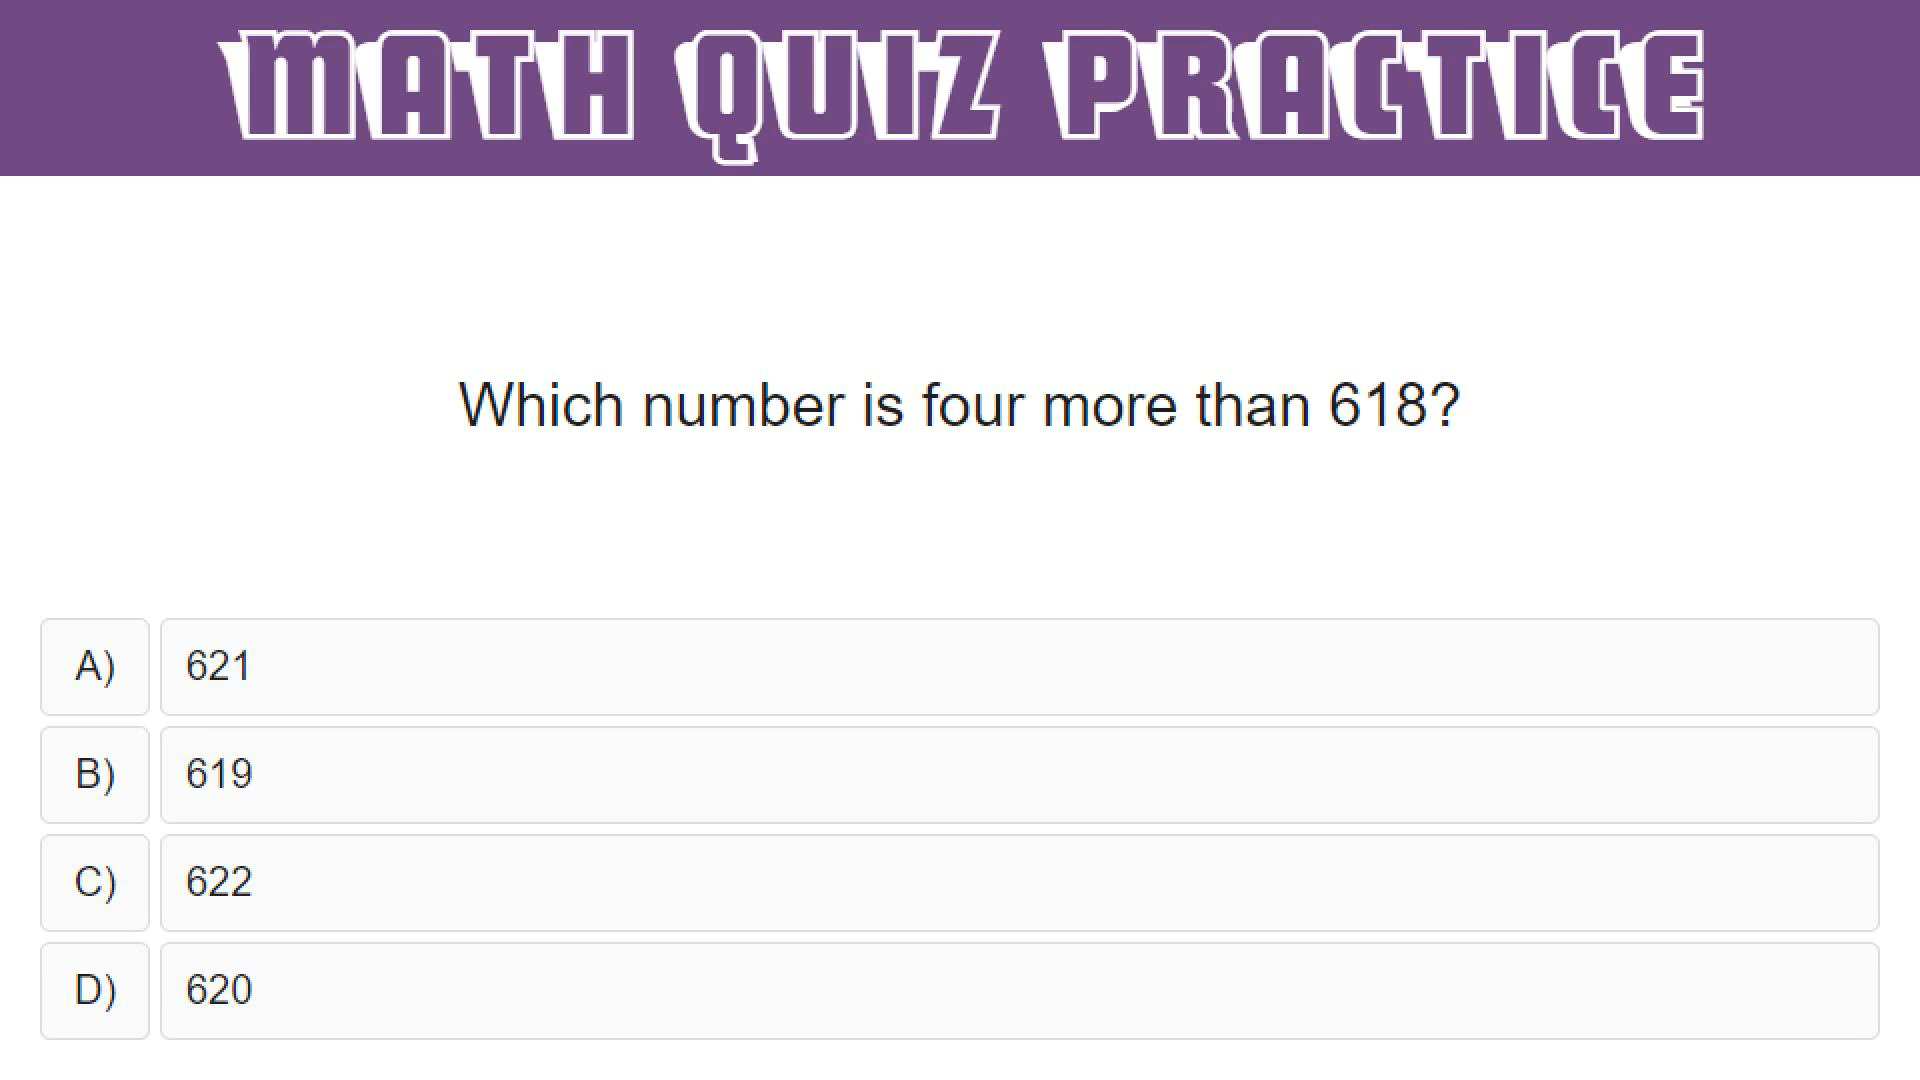 MATH QUIZ PRACTICE
Which number is four more than 618?
A) 621
B) 619
C) 622
D) 620